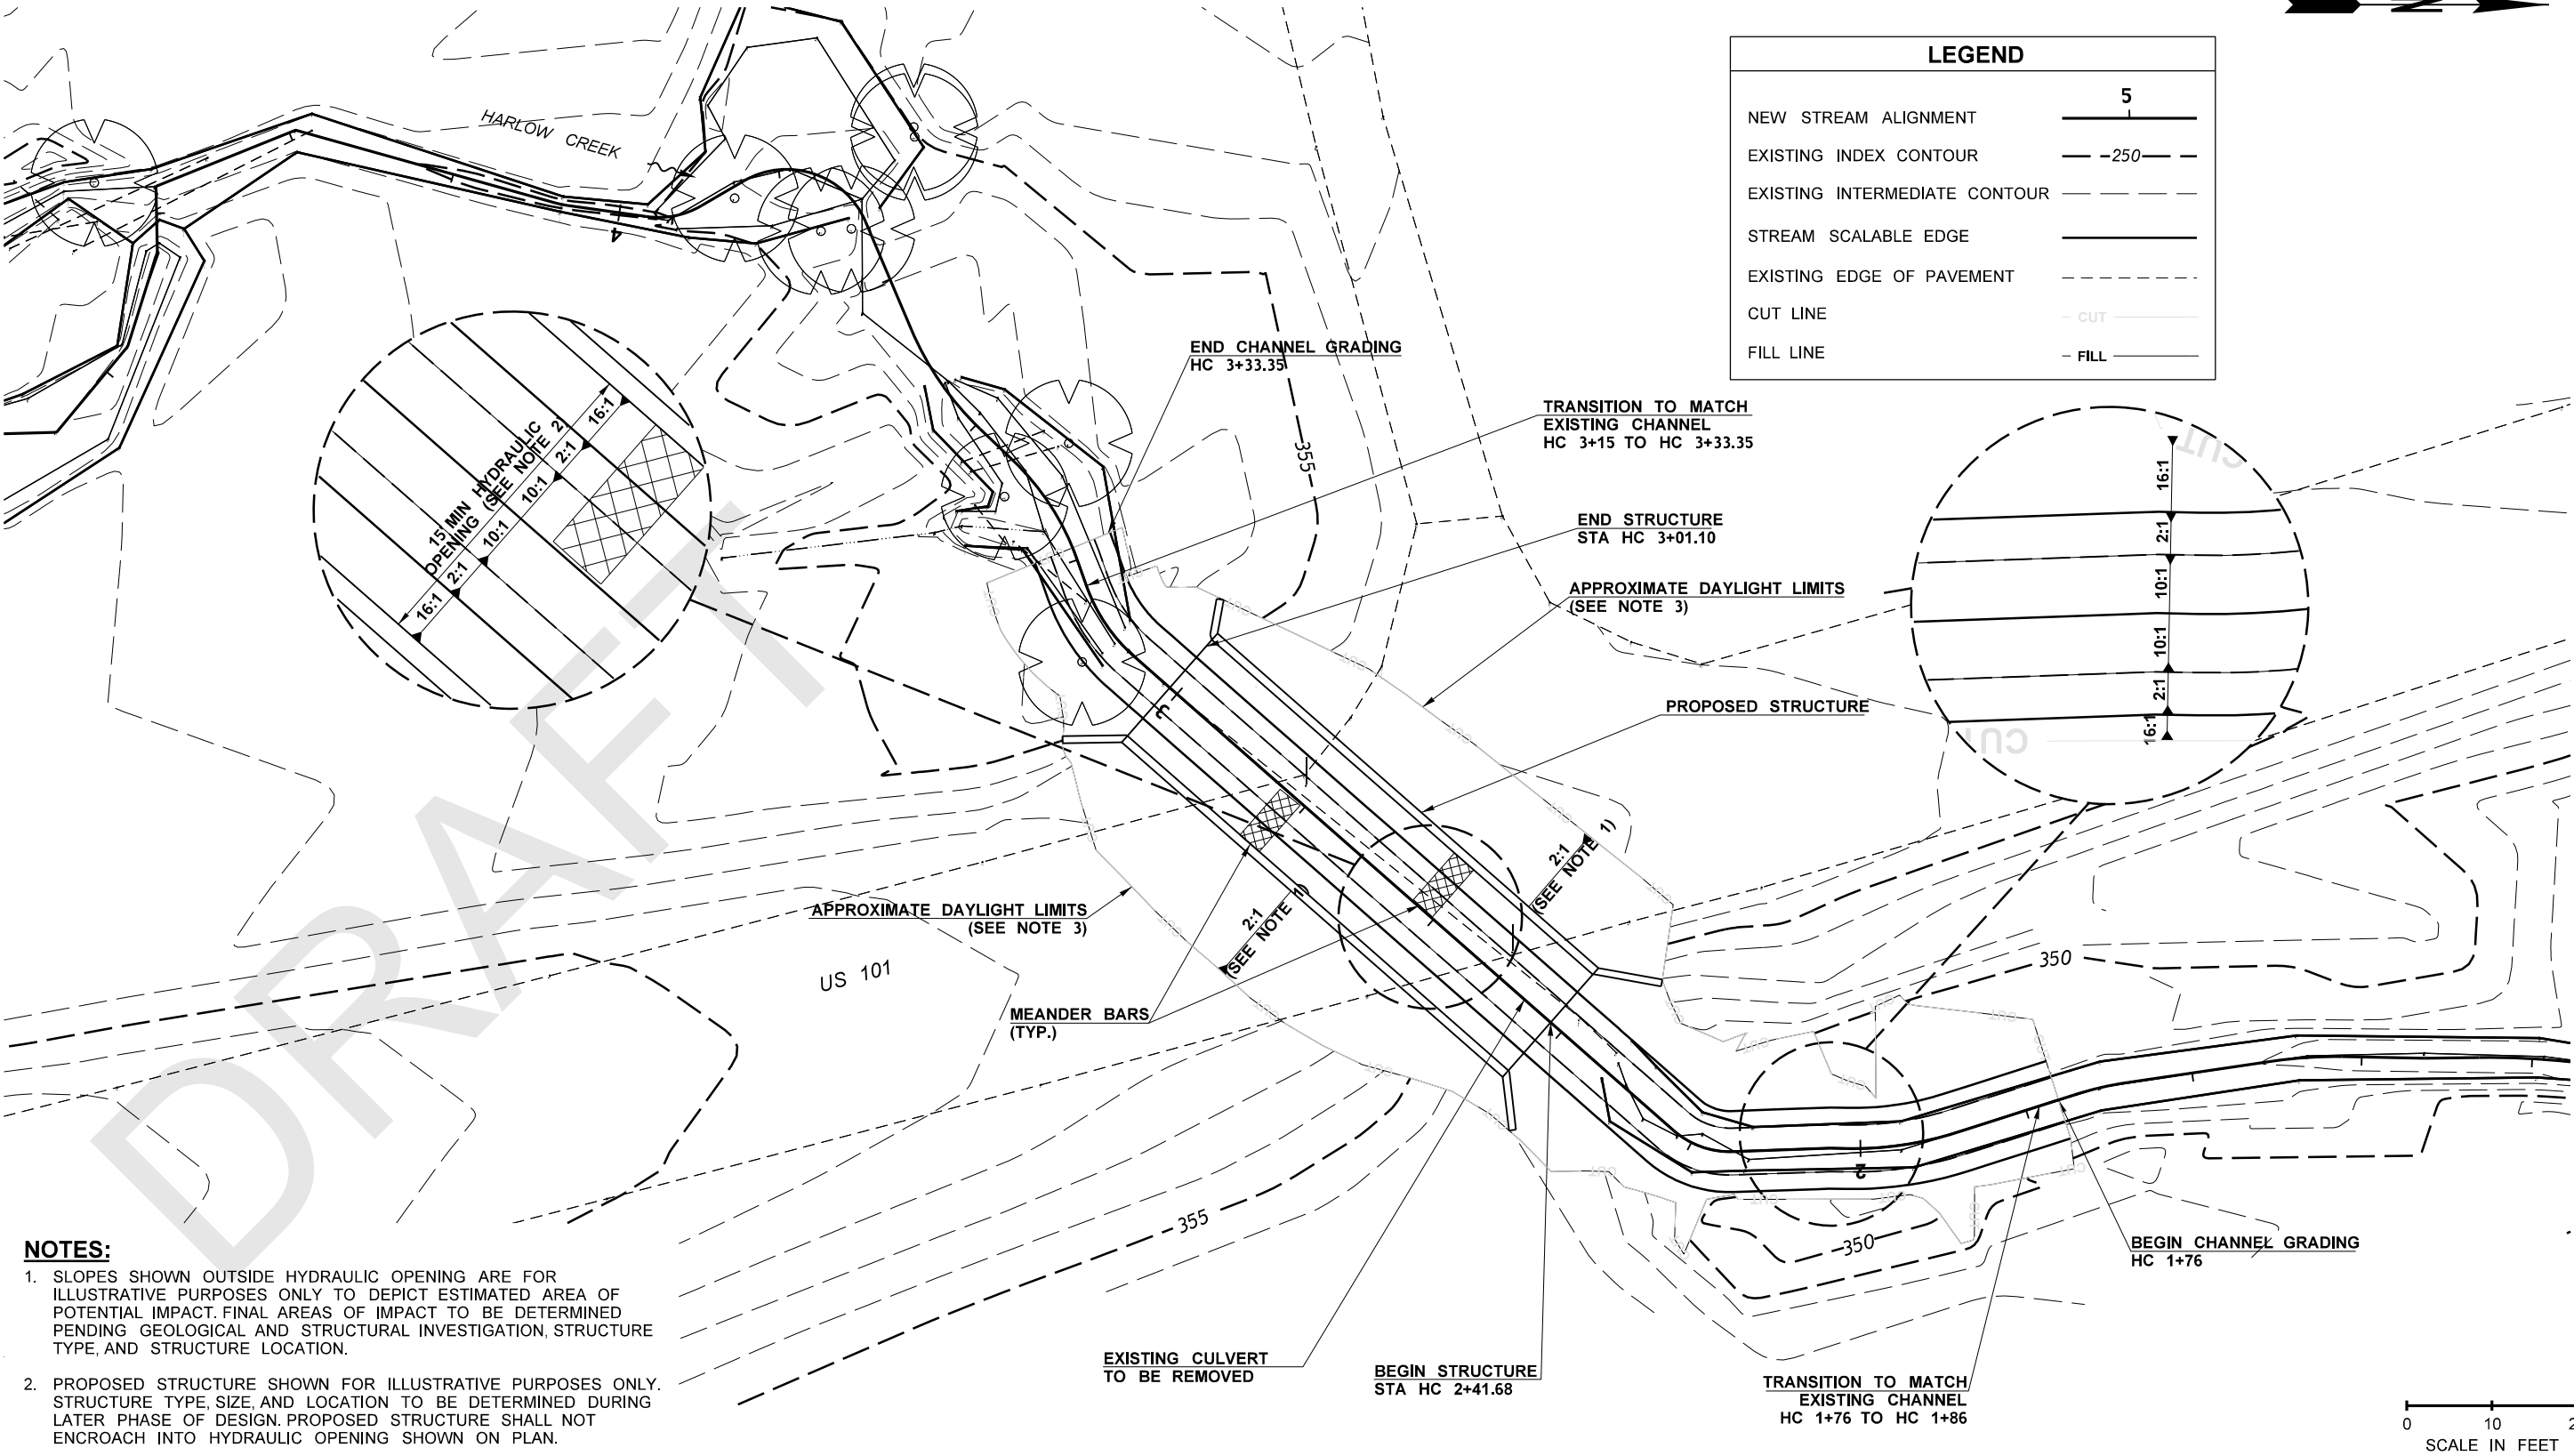 N
LEGEND
NEW STREAM ALIGNMENT
5
EXISTING INDEX CONTOUR
250
EXISTING INTERMEDIATE CONTOUR
STREAM SCALABLE EDGE
EXISTING EDGE OF PAVEMENT
CUT LINE
CUT
FILL LINE
FILL
HARLOW CREEK
4
END CHANNEL GRADING
HC 3+33.35
TRANSITION TO MATCH
EXISTING CHANNEL
HC 3+15 TO HC 3+33.35
355
END STRUCTURE
STA HC 3+01.10
APPROXIMATE DAYLIGHT LIMITS
(SEE NOTE 3)
PROPOSED STRUCTURE
15' MIN HYDRAULIC
OPENING (SEE NOTE 2)
16:1
2:1
10:1
10:1
2:1
16:1
CUT
16:1
2:1
10:1
10:1
2:1
16:1
CUT
3
2:1
(SEE NOTE 1)
2:1
(SEE NOTE 1)
APPROXIMATE DAYLIGHT LIMITS
(SEE NOTE 3)
US 101
MEANDER BARS
(TYP.)
350
2
355
350
BEGIN CHANNEL GRADING
HC 1+76
EXISTING CULVERT
TO BE REMOVED
BEGIN STRUCTURE
STA HC 2+41.68
TRANSITION TO MATCH
EXISTING CHANNEL
HC 1+76 TO HC 1+86
DRAFT
NOTES:
1. SLOPES SHOWN OUTSIDE HYDRAULIC OPENING ARE FOR
ILLUSTRATIVE PURPOSES ONLY TO DEPICT ESTIMATED AREA OF
POTENTIAL IMPACT. FINAL AREAS OF IMPACT TO BE DETERMINED
PENDING GEOLOGICAL AND STRUCTURAL INVESTIGATION, STRUCTURE
TYPE, AND STRUCTURE LOCATION.
2. PROPOSED STRUCTURE SHOWN FOR ILLUSTRATIVE PURPOSES ONLY.
STRUCTURE TYPE, SIZE, AND LOCATION TO BE DETERMINED DURING
LATER PHASE OF DESIGN. PROPOSED STRUCTURE SHALL NOT
ENCROACH INTO HYDRAULIC OPENING SHOWN ON PLAN.
0 10 2
SCALE IN FEET